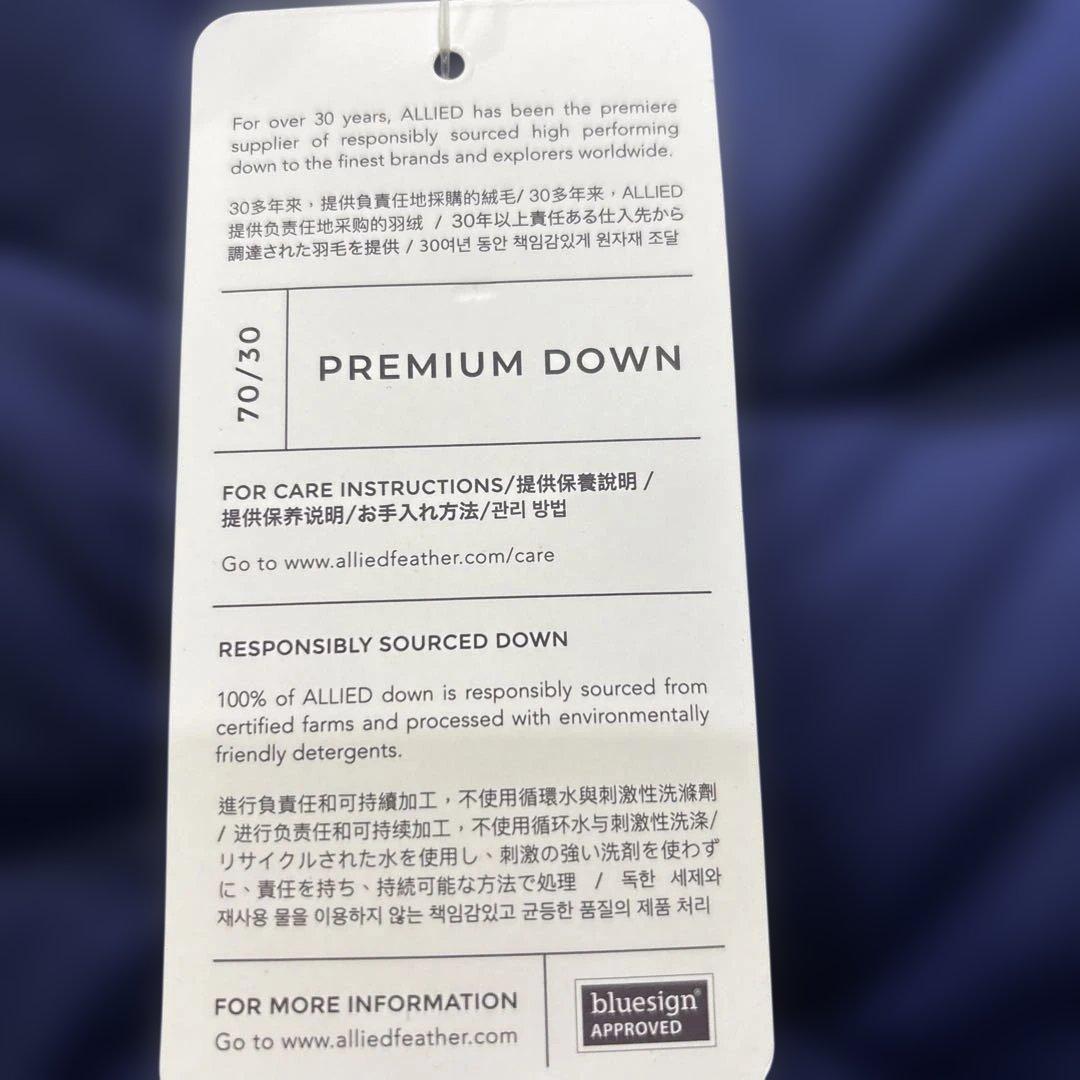 For over 30 years, ALLIED has been the premiere
supplier of responsibly sourced high performing
down to the finest brands and explorers worldwide.
30多年來，提供負責任地採購的絨毛/ 30多年来，ALLIED
提供负责任地采购的羽绒 / 30年以上責任ある仕入先から
調達された羽毛を提供 / 30여년 동안 책임감있게 원자재 조달
70/30
PREMIUM DOWN
FOR CARE INSTRUCTIONS/提供保養說明 /
提供保养说明/お手入れ方法/관리 방법
Go to www.alliedfeather.com/care
RESPONSIBLY SOURCED DOWN
100% of ALLIED down is responsibly sourced from
certified farms and processed with environmentally
friendly detergents.
進行負責任和可持續加工，不使用循環水與刺激性洗滌劑
/ 进行负责任和可持续加工，不使用循环水与刺激性洗涤/
リサイクルされた水を使用し、刺激の強い洗剤を使わず
に、責任を持ち、持続可能な方法で処理 / 독한 세제와
재사용 물을 이용하지 않는 책임감있고 균등한 품질의 제품 처리
FOR MORE INFORMATION
Go to www.alliedfeather.com
bluesign®
APPROVED